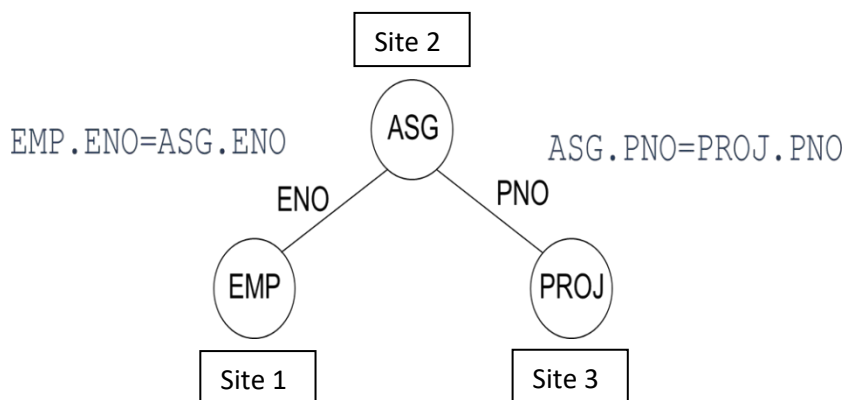 Site 2
ASG
EMP.ENO=ASG.ENO
ASG.PNO=PROJ.PNO
ENO
PNO
EMP
PROJ
Site 1
Site 3